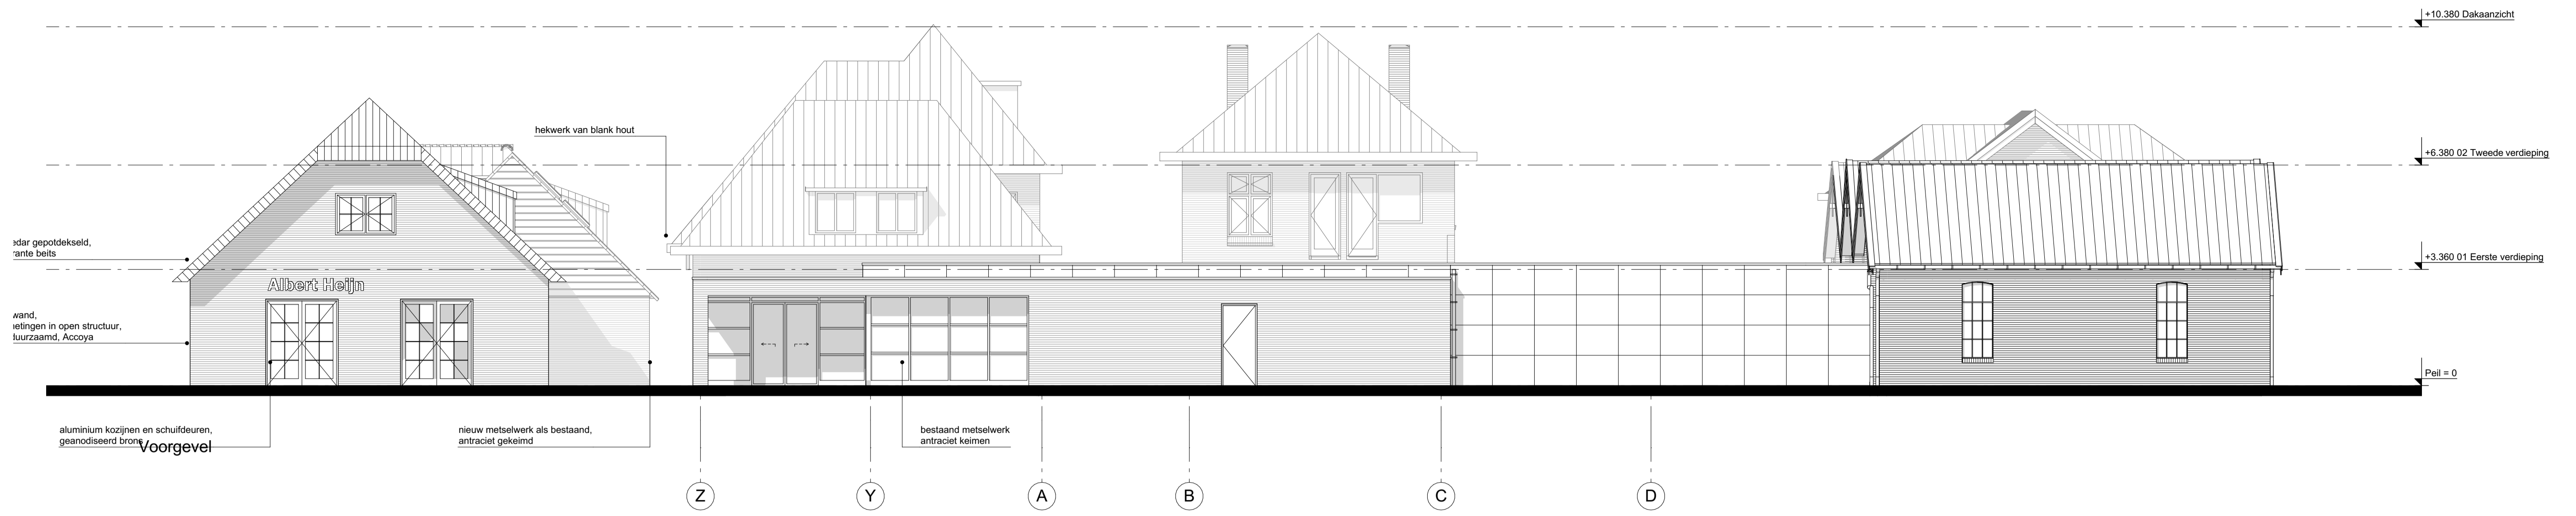 +10.380 Dakaanzicht
hekwerk van blank hout
+6.380 02 Tweede verdieping
edar gepotdekseld,
rante beits
+3.360 01 Eerste verdieping
Albert Heijn
wand,
netingen in open structuur,
duurzaamd, Accoya
Peil = 0
aluminium kozijnen en schuifdeuren,
geanodiseerd brons
Voorgevel
nieuw metselwerk als bestaand,
antraciet gekeimd
bestaand metselwerk
antraciet keimen
Z Y A B C D